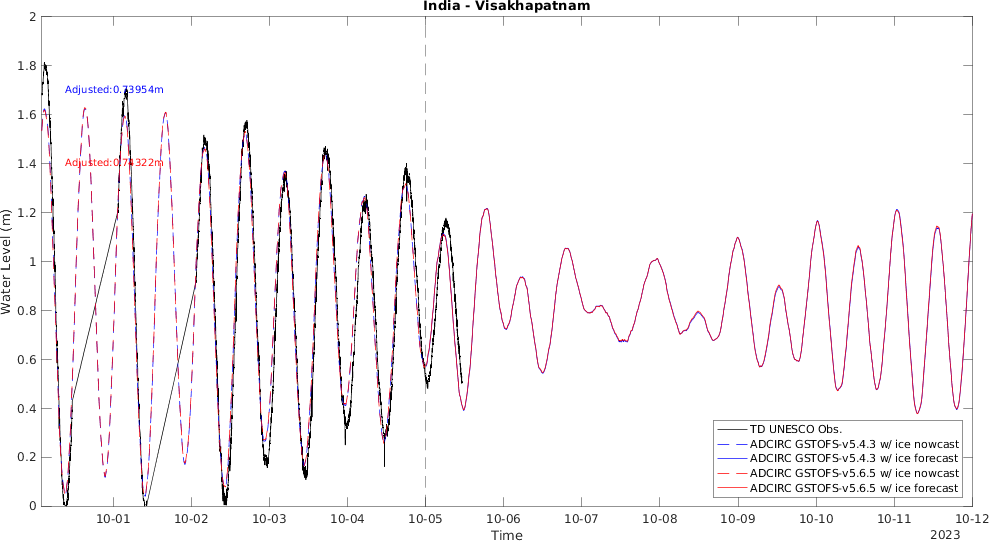 India - Visakhapatnam
2
1.8
1.6
1.4
1.2
1
0.8
0.6
0.4
0.2
0
Water Level (m)
Adjusted:0.73954m
Adjusted:0.74322m
TD UNESCO Obs.
ADCIRC GSTOFS-v5.4.3 w/ ice nowcast
ADCIRC GSTOFS-v5.4.3 w/ ice forecast
ADCIRC GSTOFS-v5.6.5 w/ ice nowcast
ADCIRC GSTOFS-v5.6.5 w/ ice forecast
10-01 10-02 10-03 10-04 10-05 10-06 10-07 10-08 10-09 10-10 10-11 10-12
Time
2023